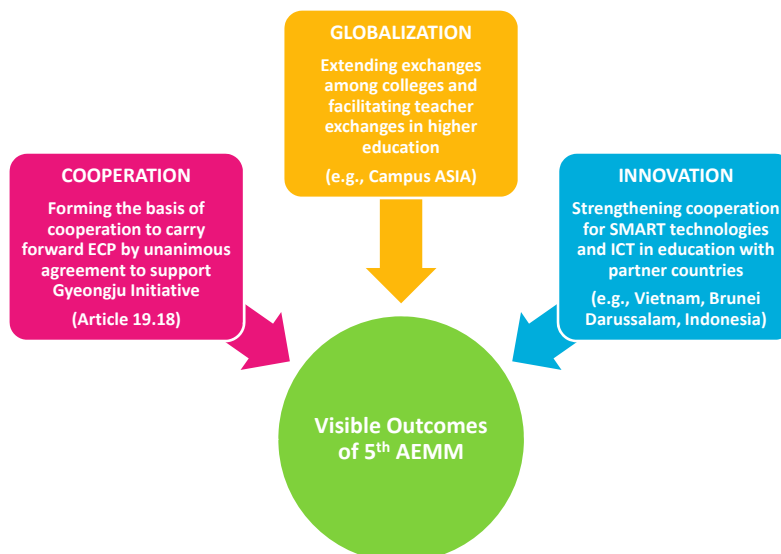 GLOBALIZATION
Extending exchanges
among colleges and
facilitating teacher
exchanges in higher
education
(e.g., Campus ASIA)
COOPERATION
Forming the basis of
cooperation to carry
forward ECP by unanimous
agreement to support
Gyeongju Initiative
(Article 19.18)
INNOVATION
Strengthening cooperation
for SMART technologies
and ICT in education with
partner countries
(e.g., Vietnam, Brunei
Darussalam, Indonesia)
Visible Outcomes
of 5th AEMM